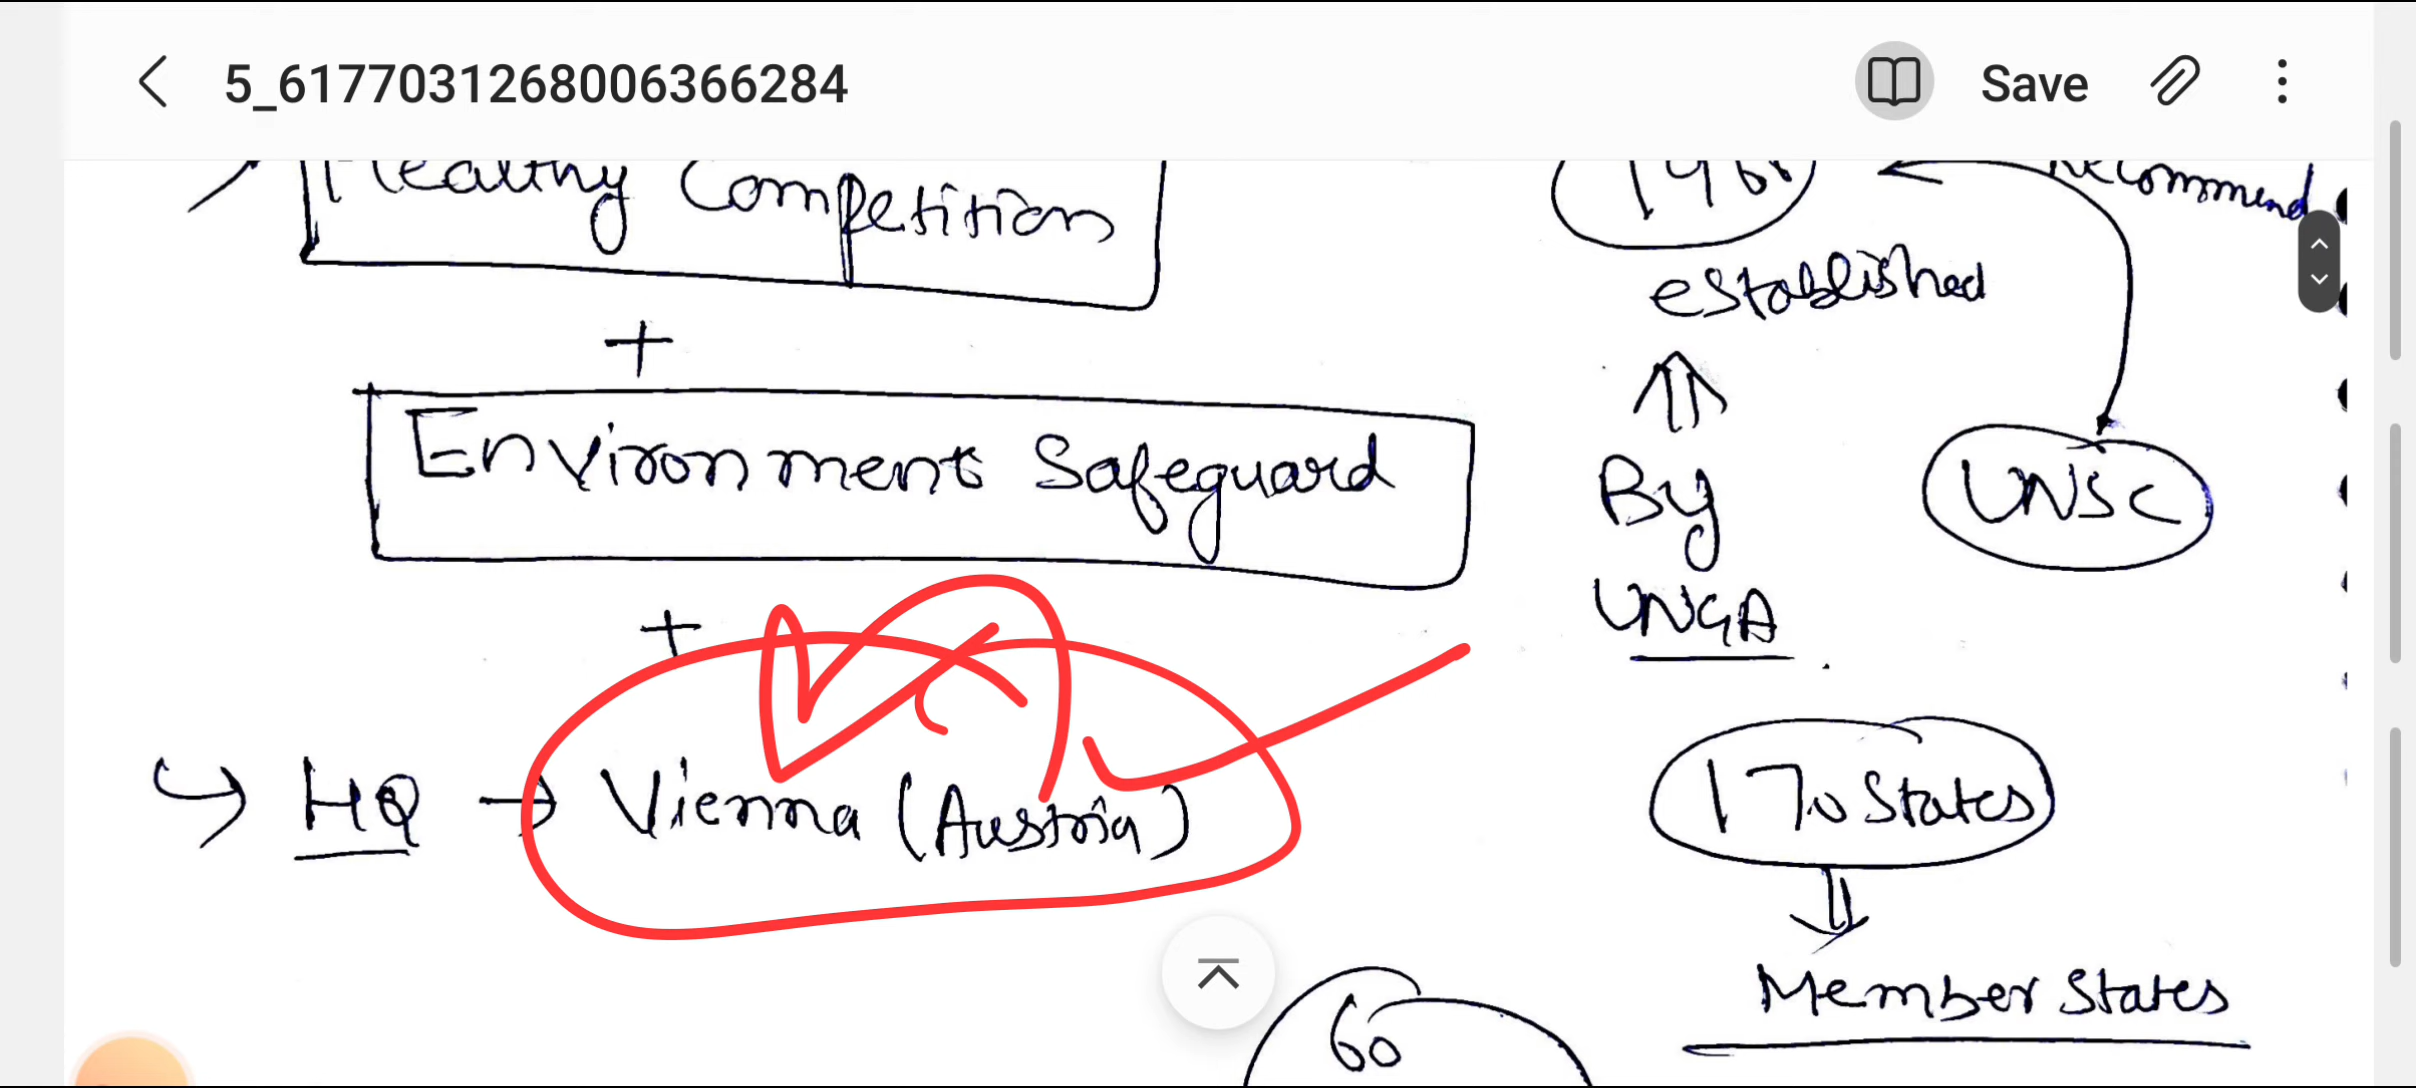 5_6177031268006366284
Save
Healthy Competition
Recommend
established
+
Environment Safeguard
By
UNSC
UNGA
+
HQ → Vienna (Austria)
170 States
Member States
60